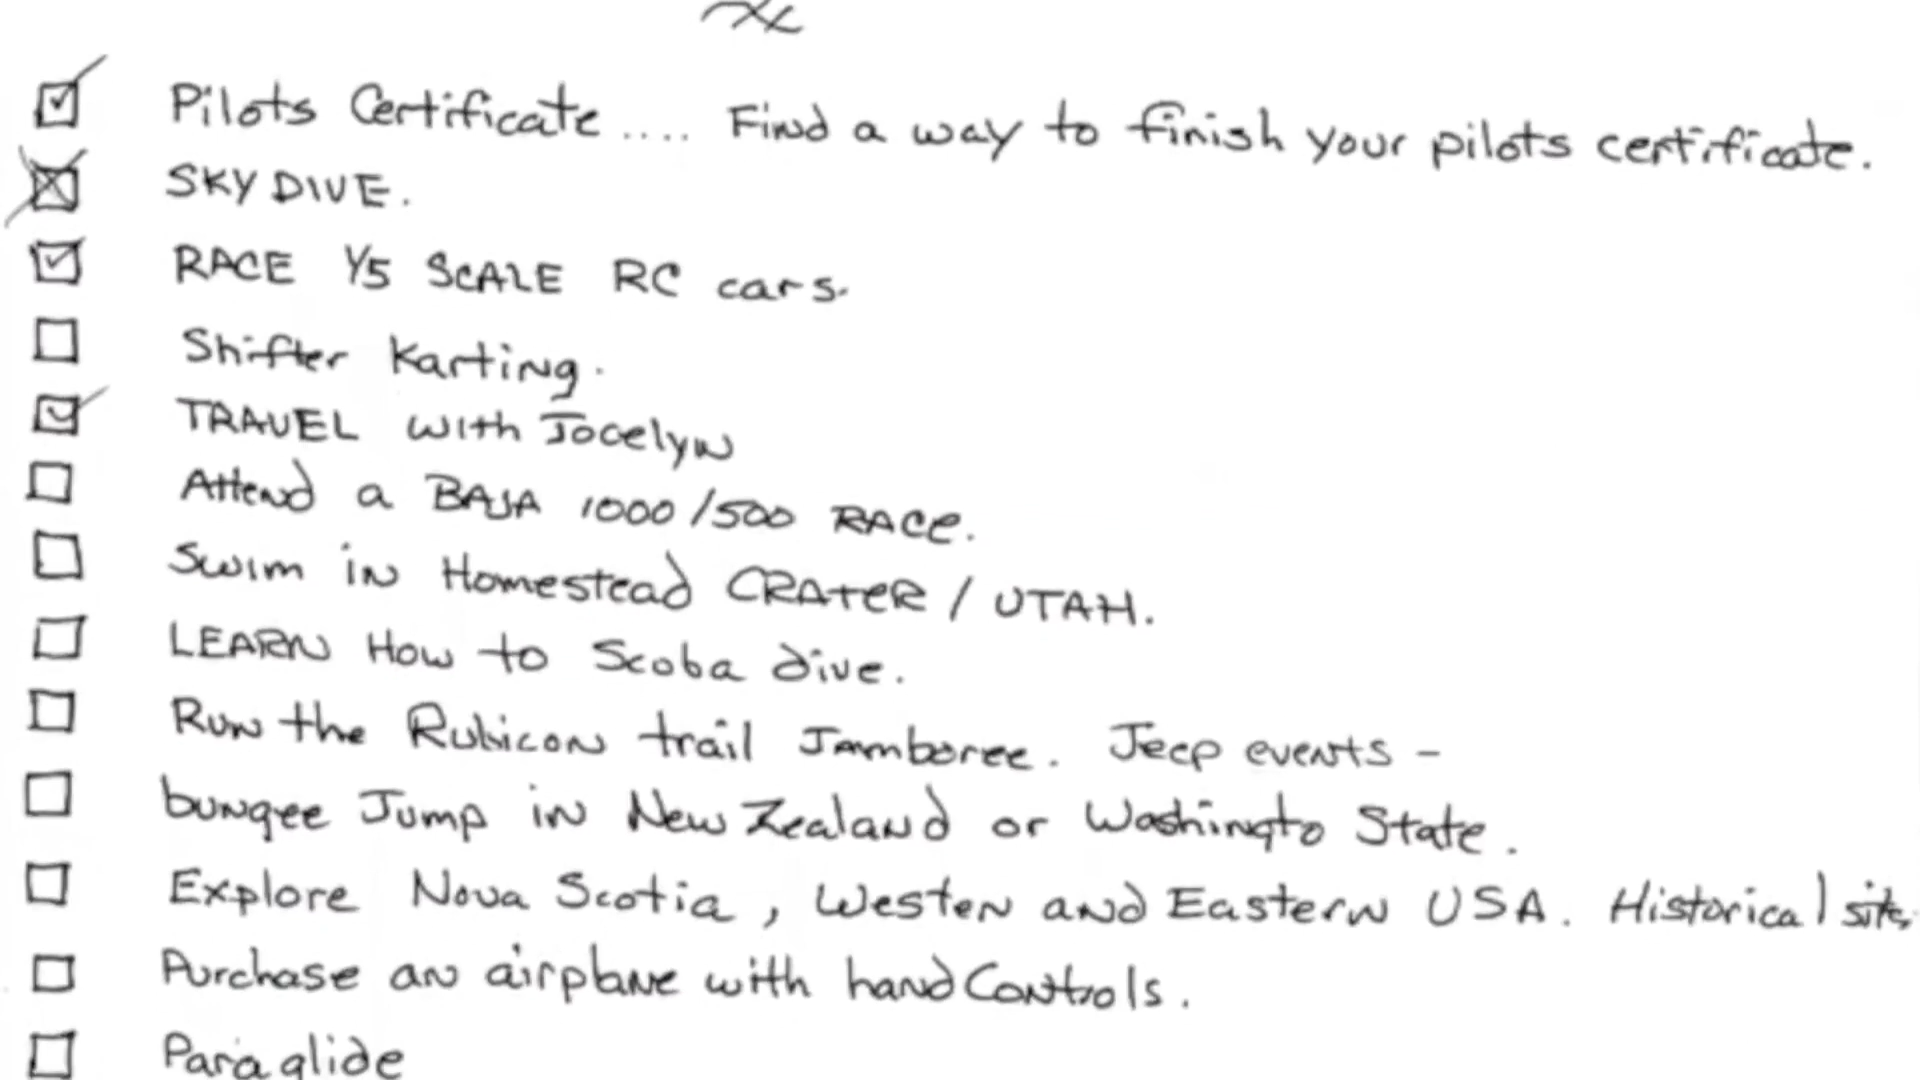 Pilots Certificate .... Find a way to finish your pilots certificate.
SKY DIVE.
RACE 1/5 SCALE RC cars.
Shifter Karting.
TRAVEL with Jocelyn
Attend a BAJA 1000/500 RACE.
Swim in Homestead CRATER / UTAH.
LEARN How to Scoba dive.
Run the Rubicon trail Jamboree. Jeep events -
bungee Jump in New Zealand or Washingto State.
Explore Nova Scotia, Westen and Eastern USA. Historical
Purchase an airplane with hand Controls.
Paraglide